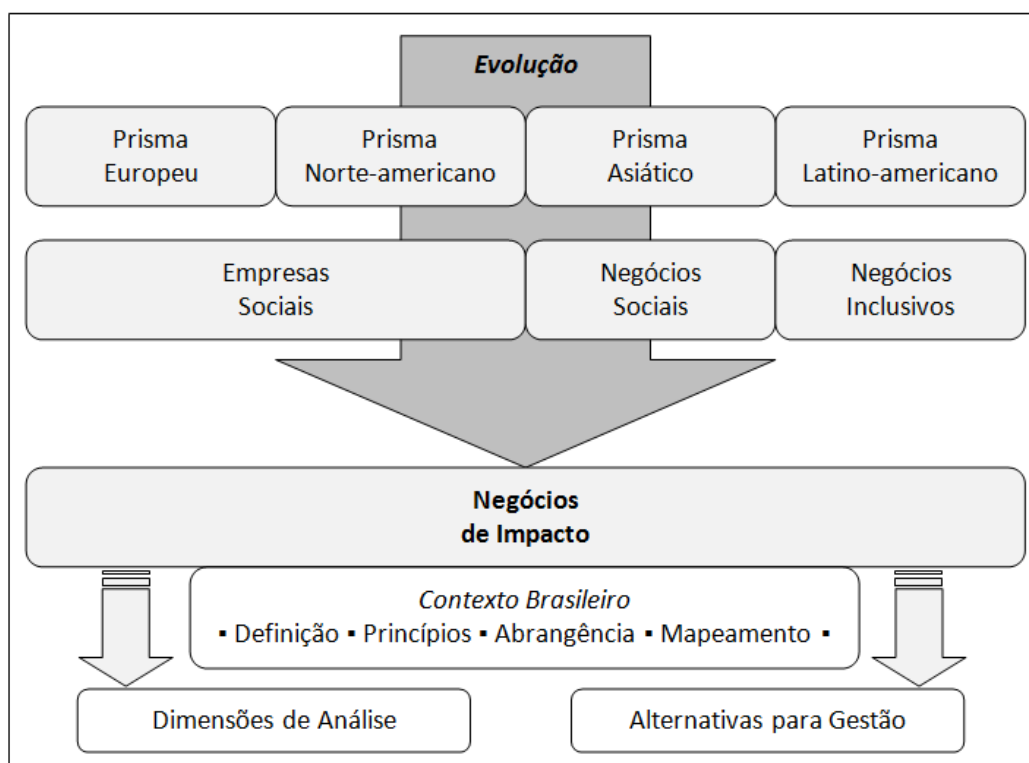 Evolução
Prisma
Europeu
Prisma
Norte-americano
Prisma
Asiático
Prisma
Latino-americano
Empresas
Sociais
Negócios
Sociais
Negócios
Inclusivos
Negócios
de Impacto
Contexto Brasileiro
▪ Definição ▪ Princípios ▪ Abrangência ▪ Mapeamento ▪
Dimensões de Análise
Alternativas para Gestão